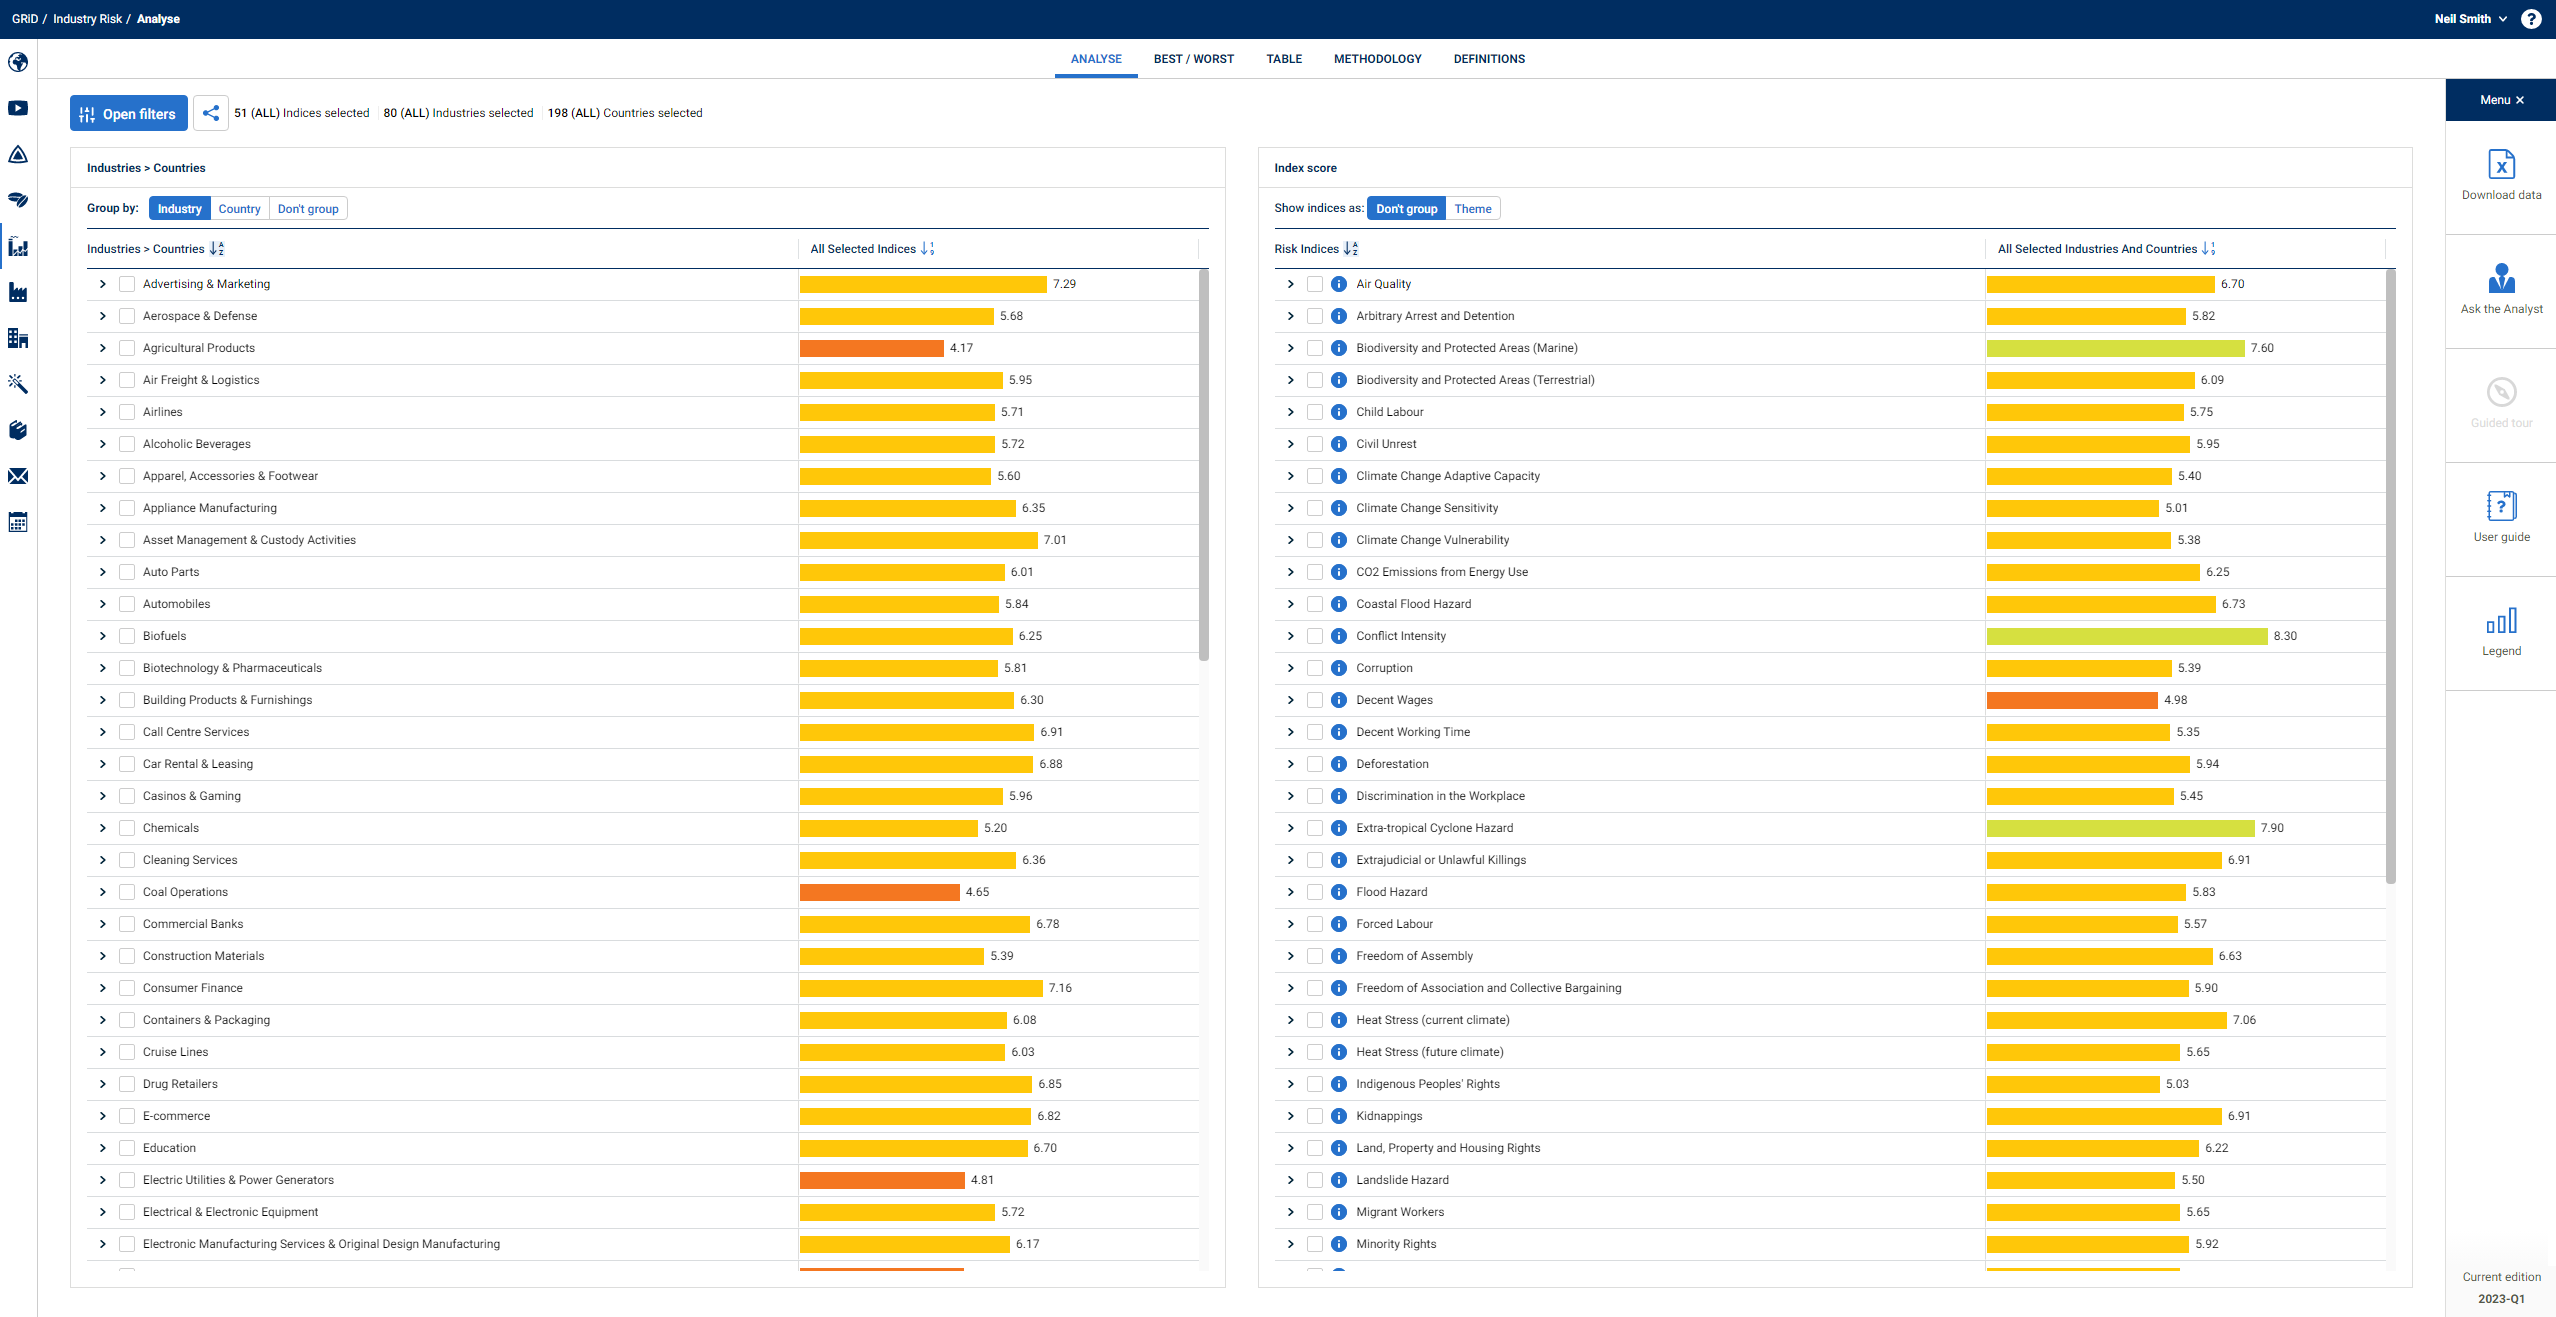 GRiD / Industry Risk / Analyse
Neil Smith
?
ANALYSE BEST / WORST TABLE METHODOLOGY DEFINITIONS
Menu ×
Open filters 51 (ALL) Indices selected 80 (ALL) Industries selected 198 (ALL) Countries selected
Industries > Countries
Group by: Industry Country Don't group
Industries > Countries All Selected Indices
Advertising & Marketing 7.29
Aerospace & Defense 5.68
Agricultural Products 4.17
Air Freight & Logistics 5.95
Airlines 5.71
Alcoholic Beverages 5.72
Apparel, Accessories & Footwear 5.60
Appliance Manufacturing 6.35
Asset Management & Custody Activities 7.01
Auto Parts 6.01
Automobiles 5.84
Biofuels 6.25
Biotechnology & Pharmaceuticals 5.81
Building Products & Furnishings 6.30
Call Centre Services 6.91
Car Rental & Leasing 6.88
Casinos & Gaming 5.96
Chemicals 5.20
Cleaning Services 6.36
Coal Operations 4.65
Commercial Banks 6.78
Construction Materials 5.39
Consumer Finance 7.16
Containers & Packaging 6.08
Cruise Lines 6.03
Drug Retailers 6.85
E-commerce 6.82
Education 6.70
Electric Utilities & Power Generators 4.81
Electrical & Electronic Equipment 5.72
Electronic Manufacturing Services & Original Design Manufacturing 6.17
Index score
Show indices as: Don't group Theme
Risk Indices All Selected Industries And Countries
Air Quality 6.70
Arbitrary Arrest and Detention 5.82
Biodiversity and Protected Areas (Marine) 7.60
Biodiversity and Protected Areas (Terrestrial) 6.09
Child Labour 5.75
Civil Unrest 5.95
Climate Change Adaptive Capacity 5.40
Climate Change Sensitivity 5.01
Climate Change Vulnerability 5.38
CO2 Emissions from Energy Use 6.25
Coastal Flood Hazard 6.73
Conflict Intensity 8.30
Corruption 5.39
Decent Wages 4.98
Decent Working Time 5.35
Deforestation 5.94
Discrimination in the Workplace 5.45
Extra-tropical Cyclone Hazard 7.90
Extrajudicial or Unlawful Killings 6.91
Flood Hazard 5.83
Forced Labour 5.57
Freedom of Assembly 6.63
Freedom of Association and Collective Bargaining 5.90
Heat Stress (current climate) 7.06
Heat Stress (future climate) 5.65
Indigenous Peoples' Rights 5.03
Kidnappings 6.91
Land, Property and Housing Rights 6.22
Landslide Hazard 5.50
Migrant Workers 5.65
Minority Rights 5.92
Download data
Ask the Analyst
Guided tour
User guide
Legend
Current edition
2023-Q1